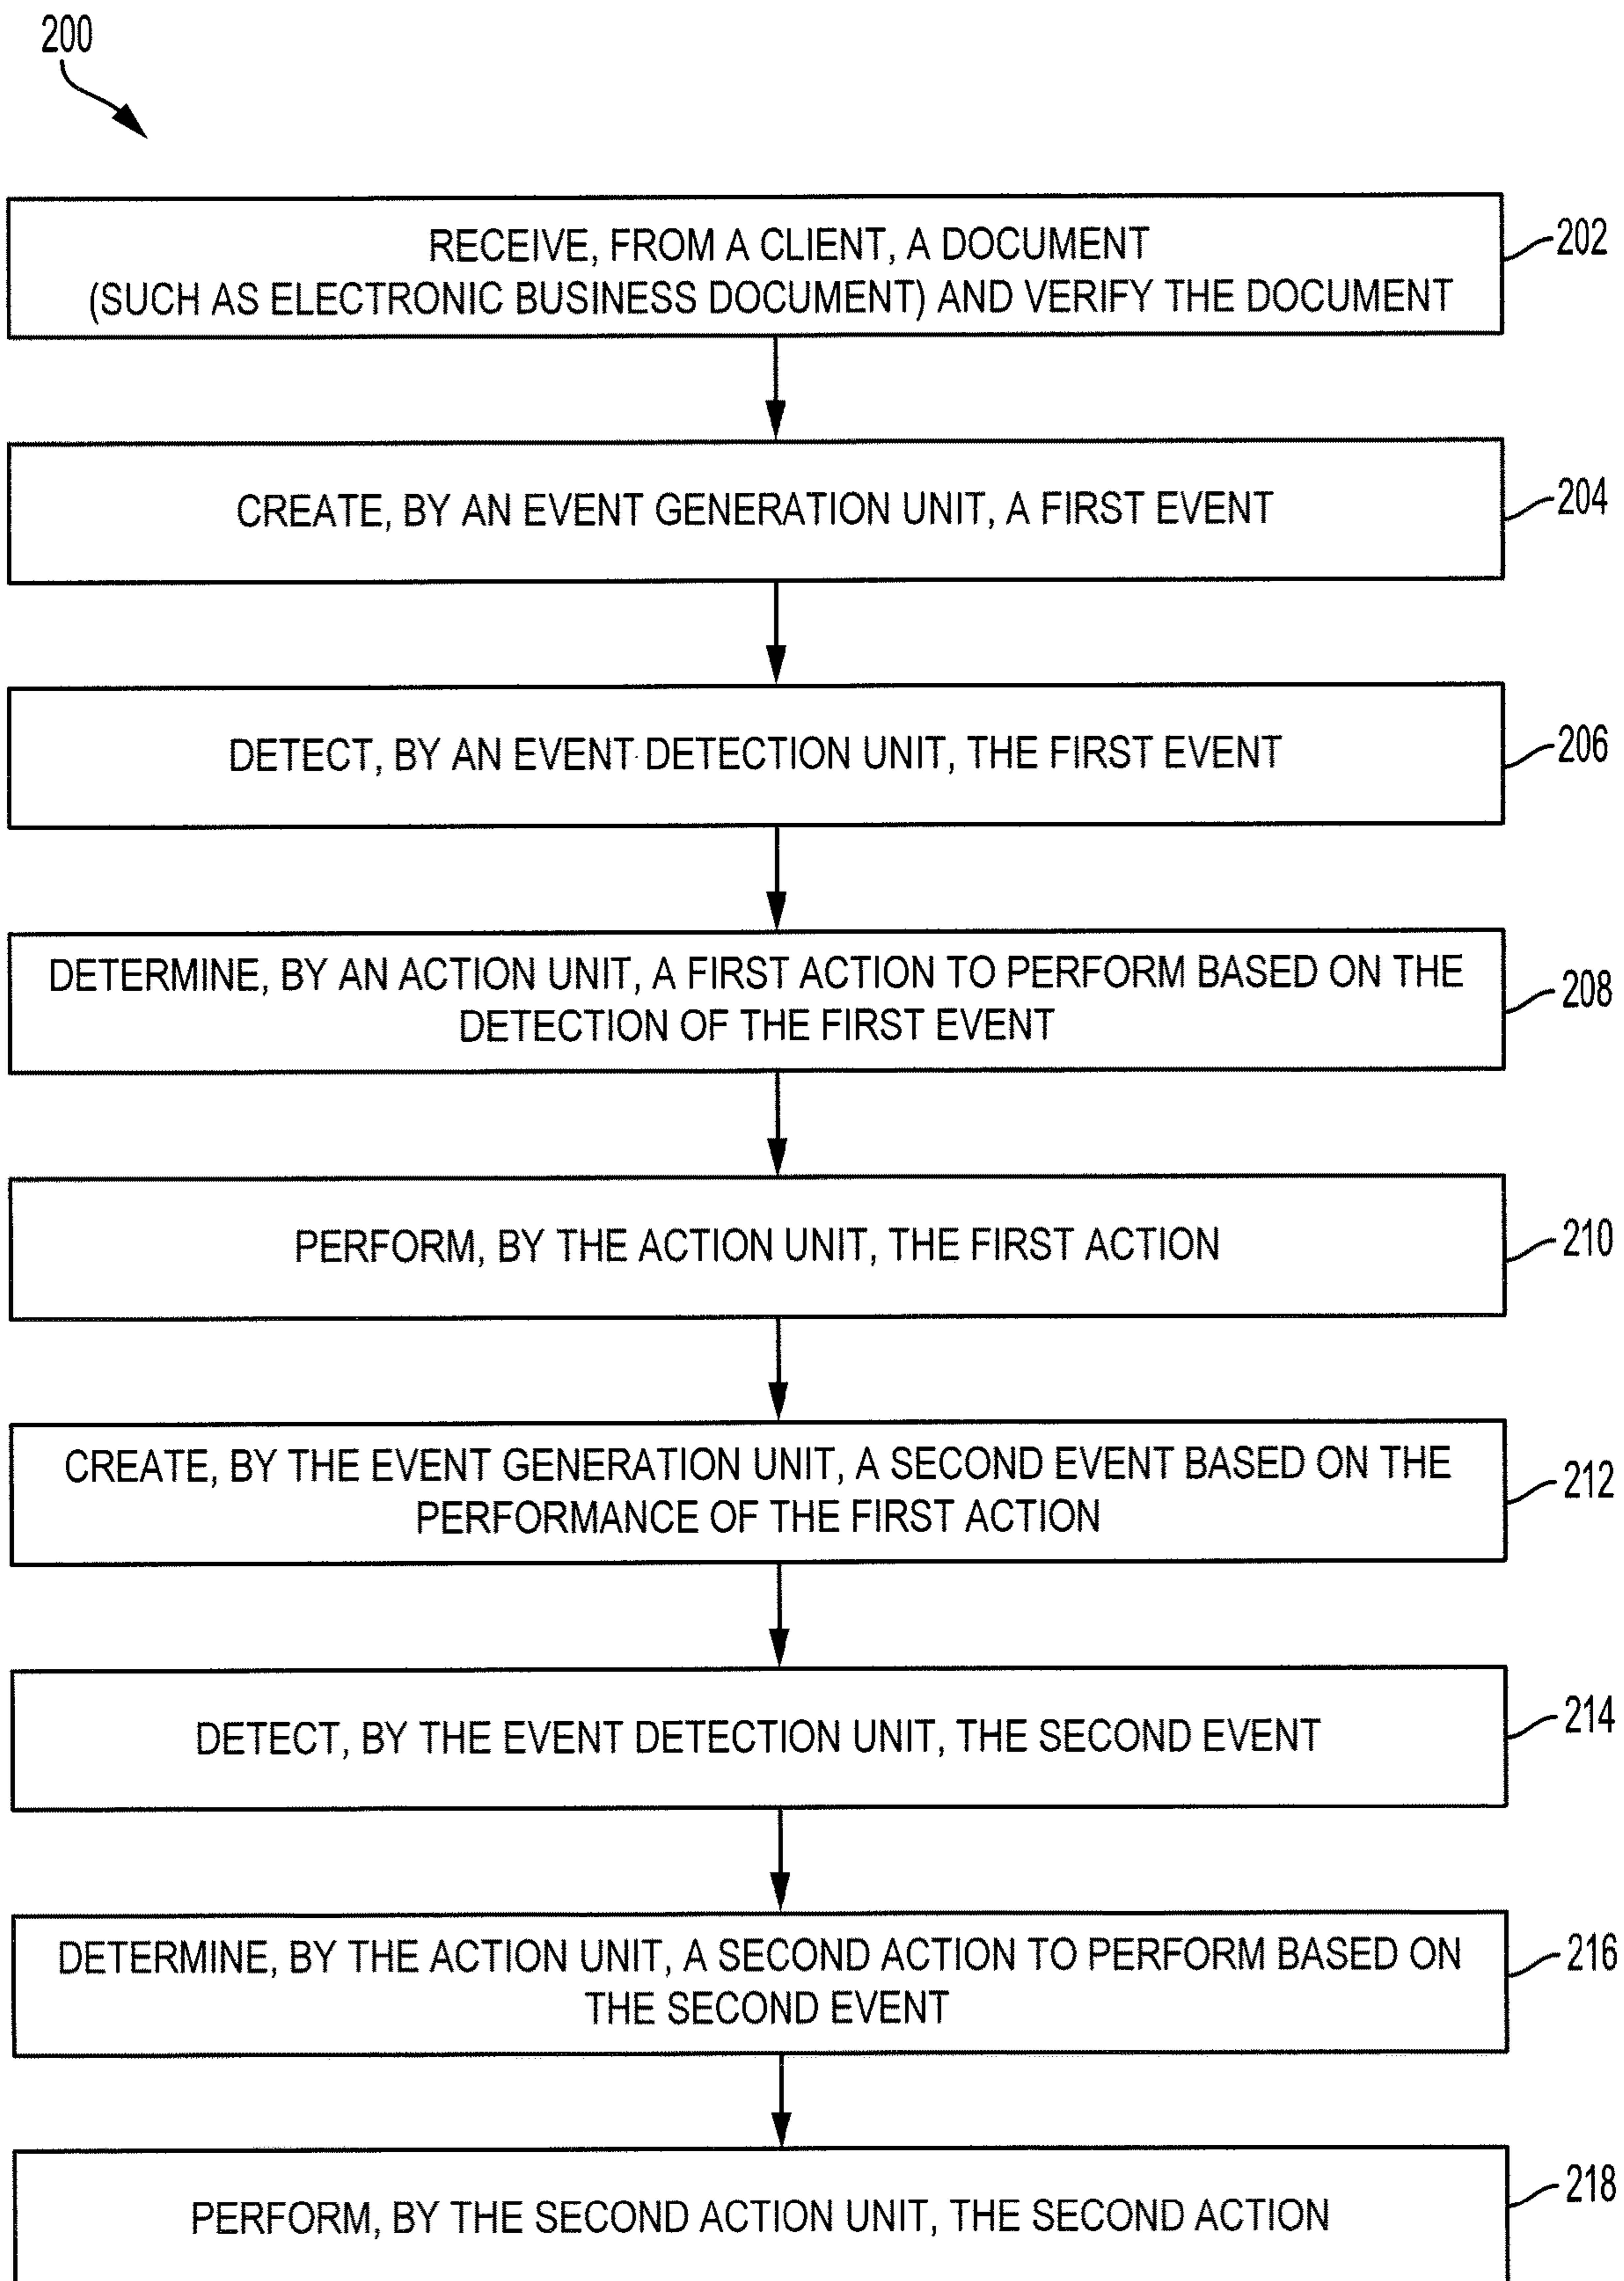 200
RECEIVE, FROM A CLIENT, A DOCUMENT
(SUCH AS ELECTRONIC BUSINESS DOCUMENT) AND VERIFY THE DOCUMENT
202
CREATE, BY AN EVENT GENERATION UNIT, A FIRST EVENT
204
DETECT, BY AN EVENT DETECTION UNIT, THE FIRST EVENT
206
DETERMINE, BY AN ACTION UNIT, A FIRST ACTION TO PERFORM BASED ON THE
DETECTION OF THE FIRST EVENT
208
PERFORM, BY THE ACTION UNIT, THE FIRST ACTION
210
CREATE, BY THE EVENT GENERATION UNIT, A SECOND EVENT BASED ON THE
PERFORMANCE OF THE FIRST ACTION
212
DETECT, BY THE EVENT DETECTION UNIT, THE SECOND EVENT
214
DETERMINE, BY THE ACTION UNIT, A SECOND ACTION TO PERFORM BASED ON
THE SECOND EVENT
216
PERFORM, BY THE SECOND ACTION UNIT, THE SECOND ACTION
218